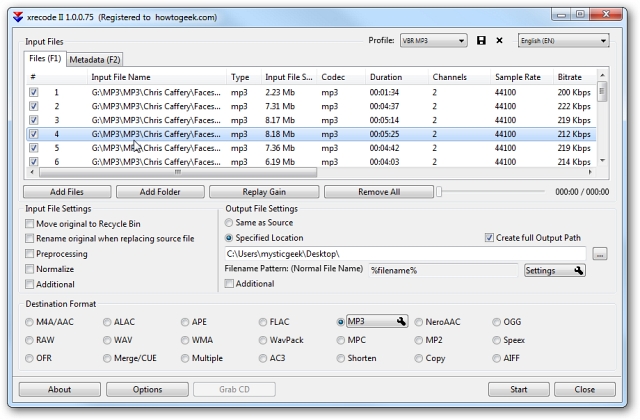 xrecode II 1.0.0.75 (Registered to howtogeek.com)
Input Files
Profile: VBR MP3 English (EN)
Files (F1) Metadata (F2)
# Input File Name Type Input File S... Codec Duration Channels Sample Rate Bitrate
1 G:\MP3\MP3\Chris Caffery\Faces... mp3 2.23 Mb mp3 00:01:34 2 44100 200 Kbps
2 G:\MP3\MP3\Chris Caffery\Faces... mp3 7.31 Mb mp3 00:04:37 2 44100 222 Kbps
3 G:\MP3\MP3\Chris Caffery\Faces... mp3 8.17 Mb mp3 00:05:14 2 44100 219 Kbps
4 G:\MP3\MP3\Chris Caffery\Faces... mp3 8.18 Mb mp3 00:05:25 2 44100 212 Kbps
5 G:\MP3\MP3\Chris Caffery\Faces... mp3 7.36 Mb mp3 00:04:42 2 44100 219 Kbps
6 G:\MP3\MP3\Chris Caffery\Faces... mp3 6.19 Mb mp3 00:04:03 2 44100 214 Kbps
Add Files Add Folder Replay Gain Remove All 000:00 / 000:00
Input File Settings
Move original to Recycle Bin
Rename original when replacing source file
Preprocessing
Normalize
Additional
Output File Settings
Same as Source
Specified Location Create full Output Path
C:\Users\mysticgeek\Desktop\ ...
Filename Pattern: (Normal File Name) %filename% Settings
Additional
Destination Format
M4A/AAC ALAC APE FLAC MP3 NeroAAC OGG
RAW WAV WMA WavPack MPC MP2 Speex
OFR Merge/CUE Multiple AC3 Shorten Copy AIFF
About Options Grab CD Start Close